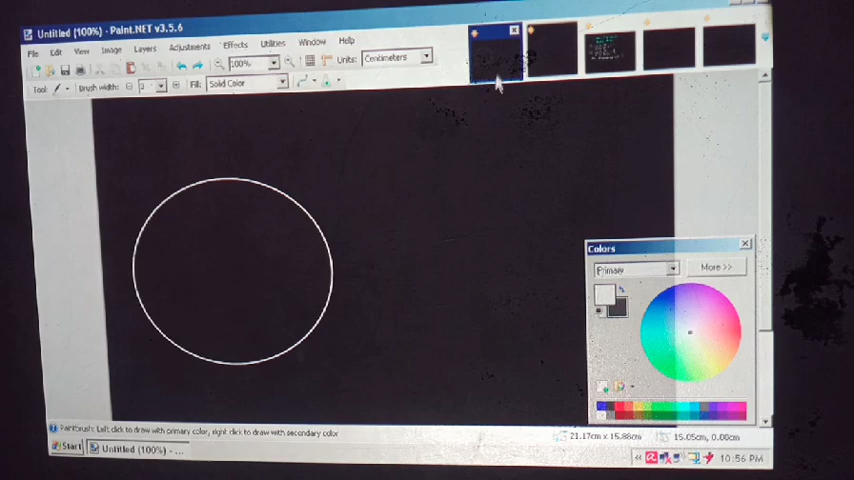 Untitled (100%) - Paint.NET v3.5.6
File Edit View Image Layers Adjustments Effects Utilities Window Help
100% Units: Centimeters
Tool: Brush width: 2 Fill: Solid Color
Colors
Primary More >>
Paintbrush: Left click to draw with primary color, right click to draw with secondary color
21.17cm x 15.88cm 15.05cm, 0.00cm
Start Untitled (100%) - ...
10:56 PM